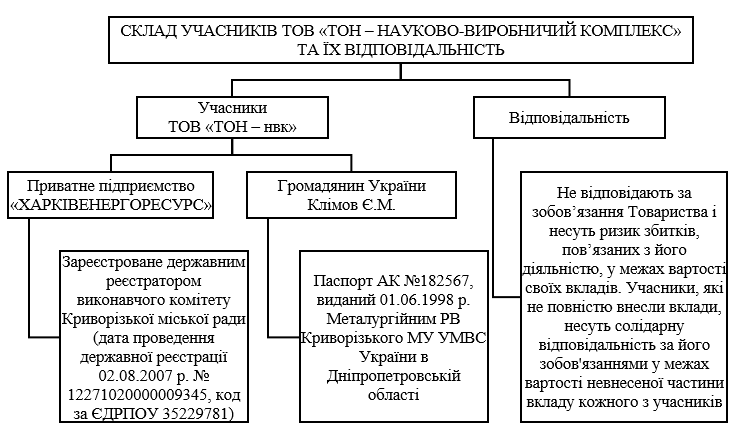 СКЛАД УЧАСНИКІВ ТОВ «ТОН – НАУКОВО-ВИРОБНИЧИЙ КОМПЛЕКС»
ТА ЇХ ВІДПОВІДАЛЬНІСТЬ
Учасники
ТОВ «ТОН – нвк»
Відповідальність
Приватне підприємство
«ХАРКІВЕНЕРГОРЕСУРС»
Громадянин України
Клімов Є.М.
Зареєстроване державним
реєстратором
виконавчого комітету
Криворізької міської ради
(дата проведення
державної реєстрації
02.08.2007 р. №
12271020000009345, код
за ЄДРПОУ 35229781)
Паспорт АК №182567,
виданий 01.06.1998 р.
Металургійним РВ
Криворізького МУ УМВС
України в
Дніпропетровській
області
Не відповідають за
зобов’язання Товариства і
несуть ризик збитків,
пов’язаних з його
діяльністю, у межах вартості
своїх вкладів. Учасники, які
не повністю внесли вклади,
несуть солідарну
відповідальність за його
зобов'язаннями у межах
вартості невнесеної частини
вкладу кожного з учасників